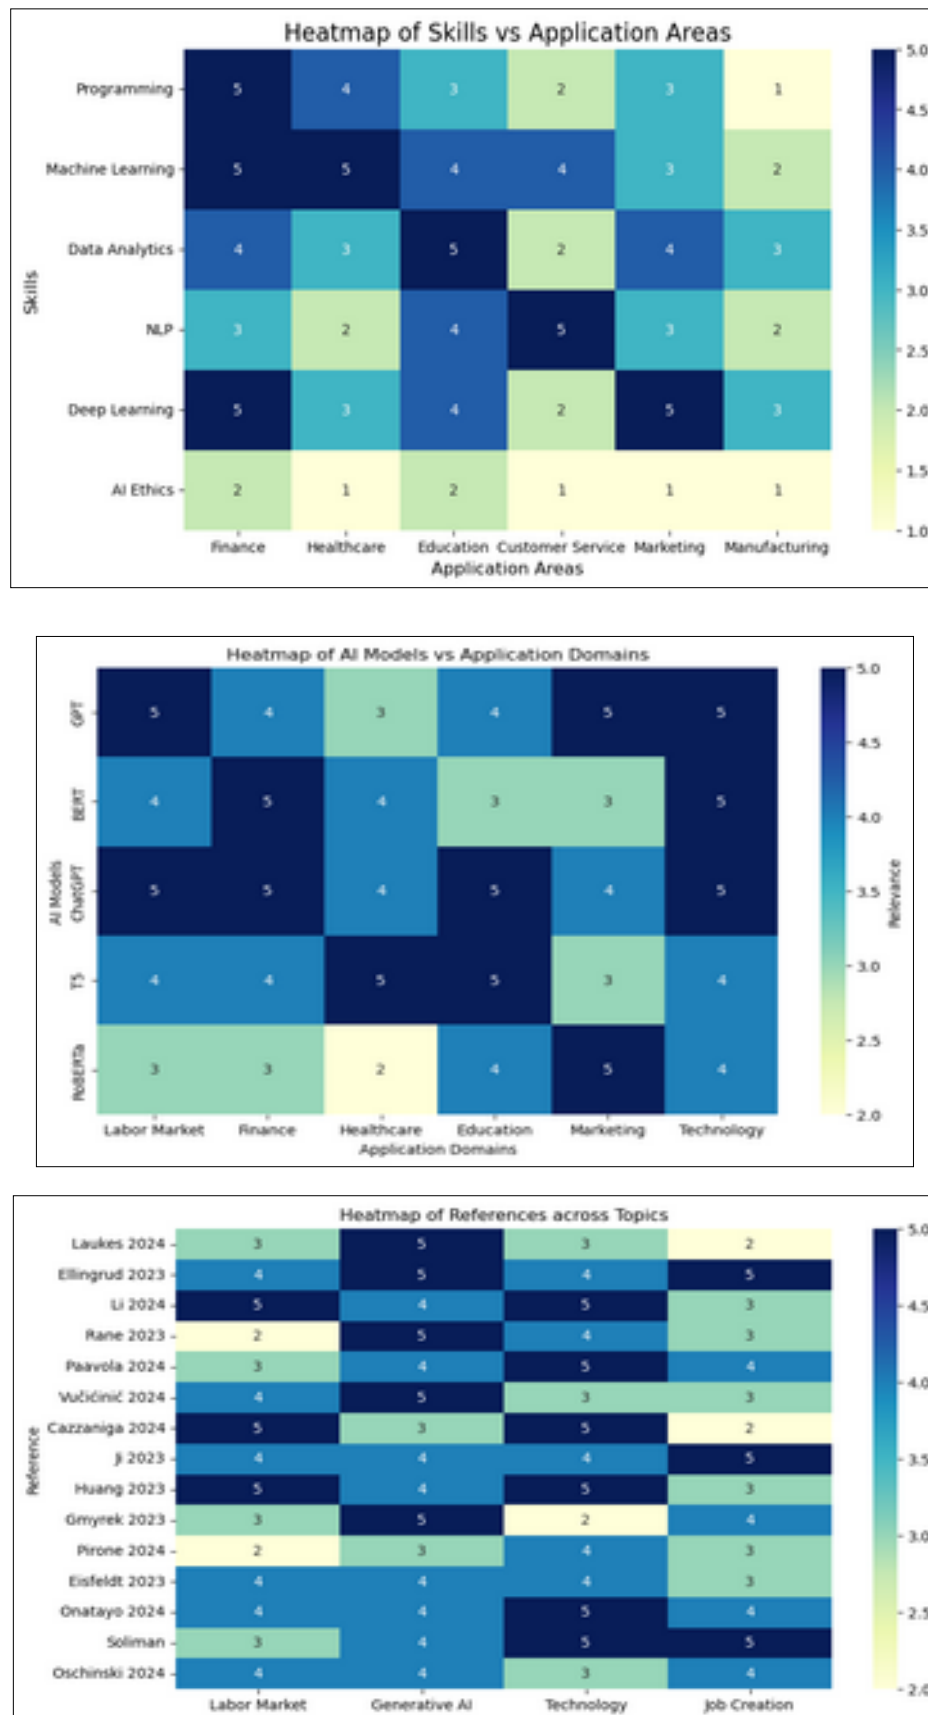 Heatmap of Skills vs Application Areas
Programming 5 4 3 2 3 1
Machine Learning 5 5 4 4 3 2
Data Analytics 4 3 5 2 4 3
NLP 3 2 4 5 3 2
Deep Learning 5 3 4 2 5 3
AI Ethics 2 1 2 1 1 1
Skills
Finance Healthcare Education Customer Service Marketing Manufacturing
Application Areas
5.0
4.5
4.0
3.5
3.0
2.5
2.0
1.5
1.0
Heatmap of AI Models vs Application Domains
GPT 5 4 3 4 5 5
BERT 4 5 4 3 3 5
ChatGPT 5 5 4 5 4 5
T5 4 4 5 5 3 4
RoBERTa 3 3 2 4 5 4
AI Models
Labor Market Finance Healthcare Education Marketing Technology
Application Domains
5.0
4.5
4.0
3.5
3.0
2.5
2.0
Relevance
Heatmap of References across Topics
Laukes 2024 3 5 3 2
Ellingrud 2023 4 5 4 5
Li 2024 5 4 5 3
Rane 2023 2 5 4 3
Paavola 2024 3 4 5 4
Vučićinić 2024 4 5 3 3
Cazzaniga 2024 5 3 5 2
Ji 2023 4 4 4 5
Huang 2023 5 4 5 3
Gmyrek 2023 3 5 2 4
Pirone 2024 2 3 4 3
Eisfeldt 2023 4 4 4 3
Onatayo 2024 4 4 5 4
Soliman 3 4 5 5
Oschinski 2024 4 4 3 4
Reference
Labor Market Generative AI Technology Job Creation
5.0
4.5
4.0
3.5
3.0
2.5
2.0